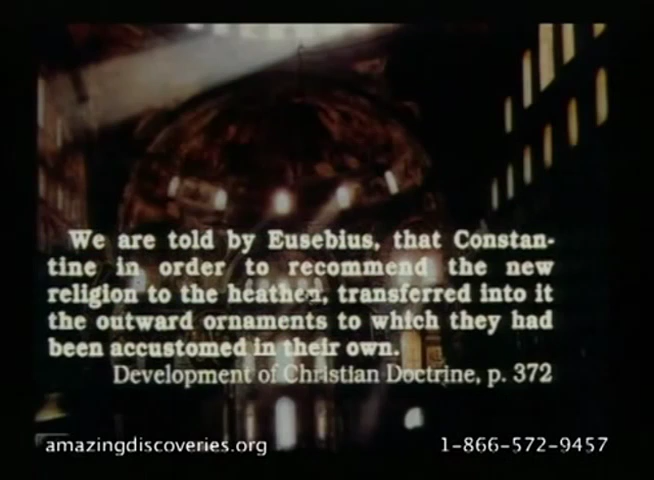 We are told by Eusebius, that Constan-
tine in order to recommend the new
religion to the heathen, transferred into it
the outward ornaments to which they had
been accustomed in their own.
Development of Christian Doctrine, p. 372
amazingdiscoveries.org
1-866-572-9457